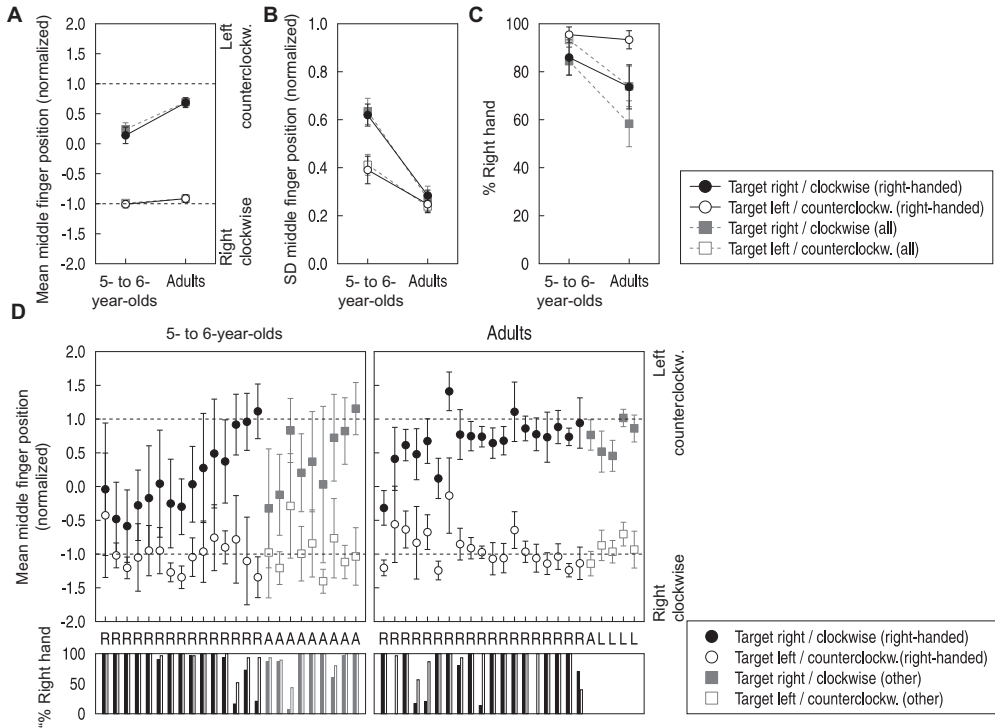 A
B
C
Mean middle finger position (normalized)
2.0
1.5
1.0
0.5
0.0
-0.5
-1.0
-1.5
-2.0
5- to 6-
year-olds
Adults
Left
counterclockw.
Right
clockwise
SD middle finger position (normalized)
1.0
0.8
0.6
0.4
0.2
0.0
5- to 6-
year-olds
Adults
% Right hand
100
80
60
40
20
0
5- to 6-
year-olds
Adults
Target right / clockwise (right-handed)
Target left / counterclockw. (right-handed)
Target right / clockwise (all)
Target left / counterclockw. (all)
D
5- to 6-year-olds
Adults
Mean middle finger position
(normalized)
2.0
1.5
1.0
0.5
0.0
-0.5
-1.0
-1.5
-2.0
Left
counterclockw.
Right
clockwise
RRRRRRRRRRRRRRRAAAAAAAAA
RRRRRRRRRRRRRRRRRRRALLLL
"% Right hand
100
50
0
Target right / clockwise (right-handed)
Target left / counterclockw.(right-handed)
Target right / clockwise (other)
Target left / counterclockw. (other)